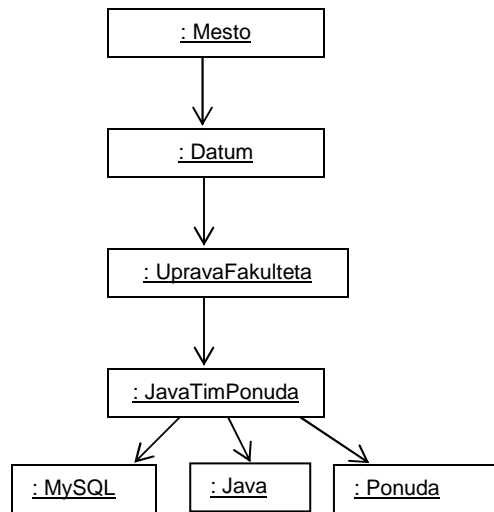 : Mesto
: Datum
: UpravaFakulteta
: JavaTimPonuda
: MySQL
: Java
: Ponuda